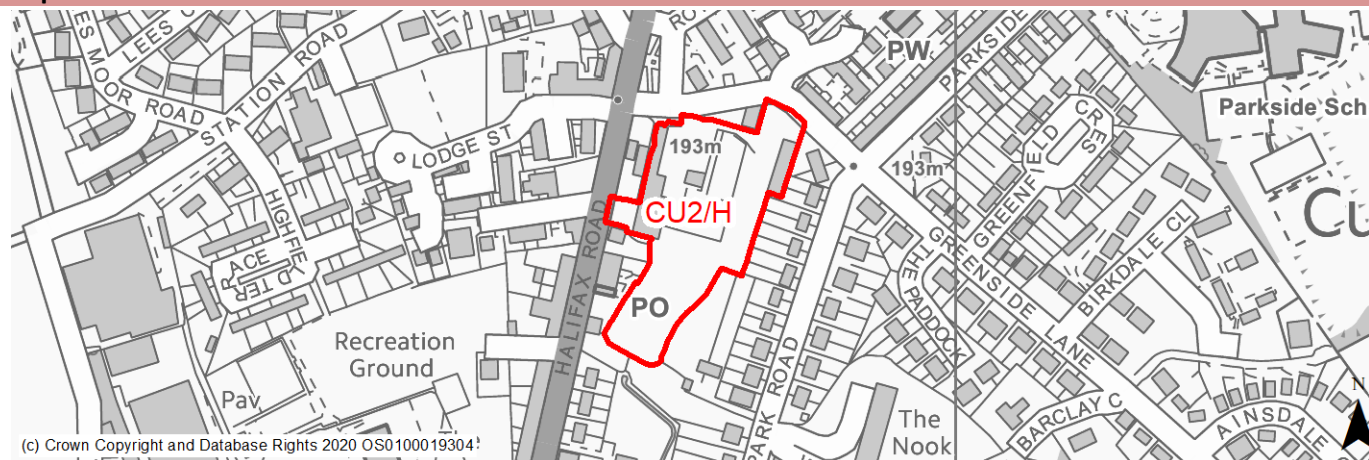 LEES
ES MOOR ROAD
STATION ROAD
LODGE ST
HIGHFIELD TER
ACE
Recreation
Ground
Pav
HALIFAX ROAD
193m
CU2/H
PO
PW
PARKSIDE
193m
GREENSIDE LANE
GREENFIELD
CRES
BIRKDALE CL
THE PADDOCK
PARK ROAD
The
Nook
BARCLAY C
AINSDALE
Parkside Sch
Cu
N
(c) Crown Copyright and Database Rights 2020 OS0100019304